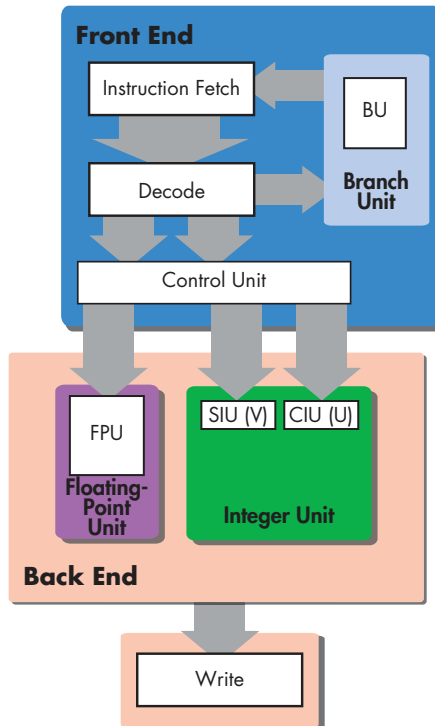 Front End
Instruction Fetch
BU
Decode
Branch
Unit
Control Unit
SIU (V)
CIU (U)
FPU
Floating-
Point
Unit
Integer Unit
Back End
Write